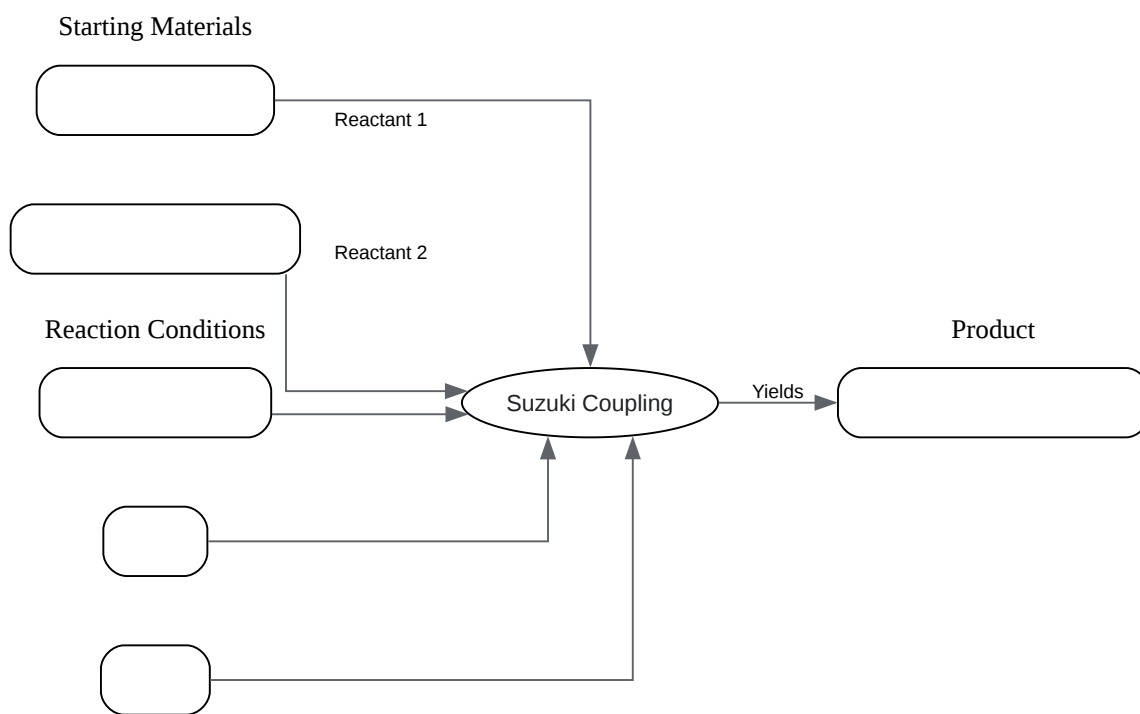 Starting Materials
Reactant 1
Reactant 2
Reaction Conditions
Product
Suzuki Coupling
Yields